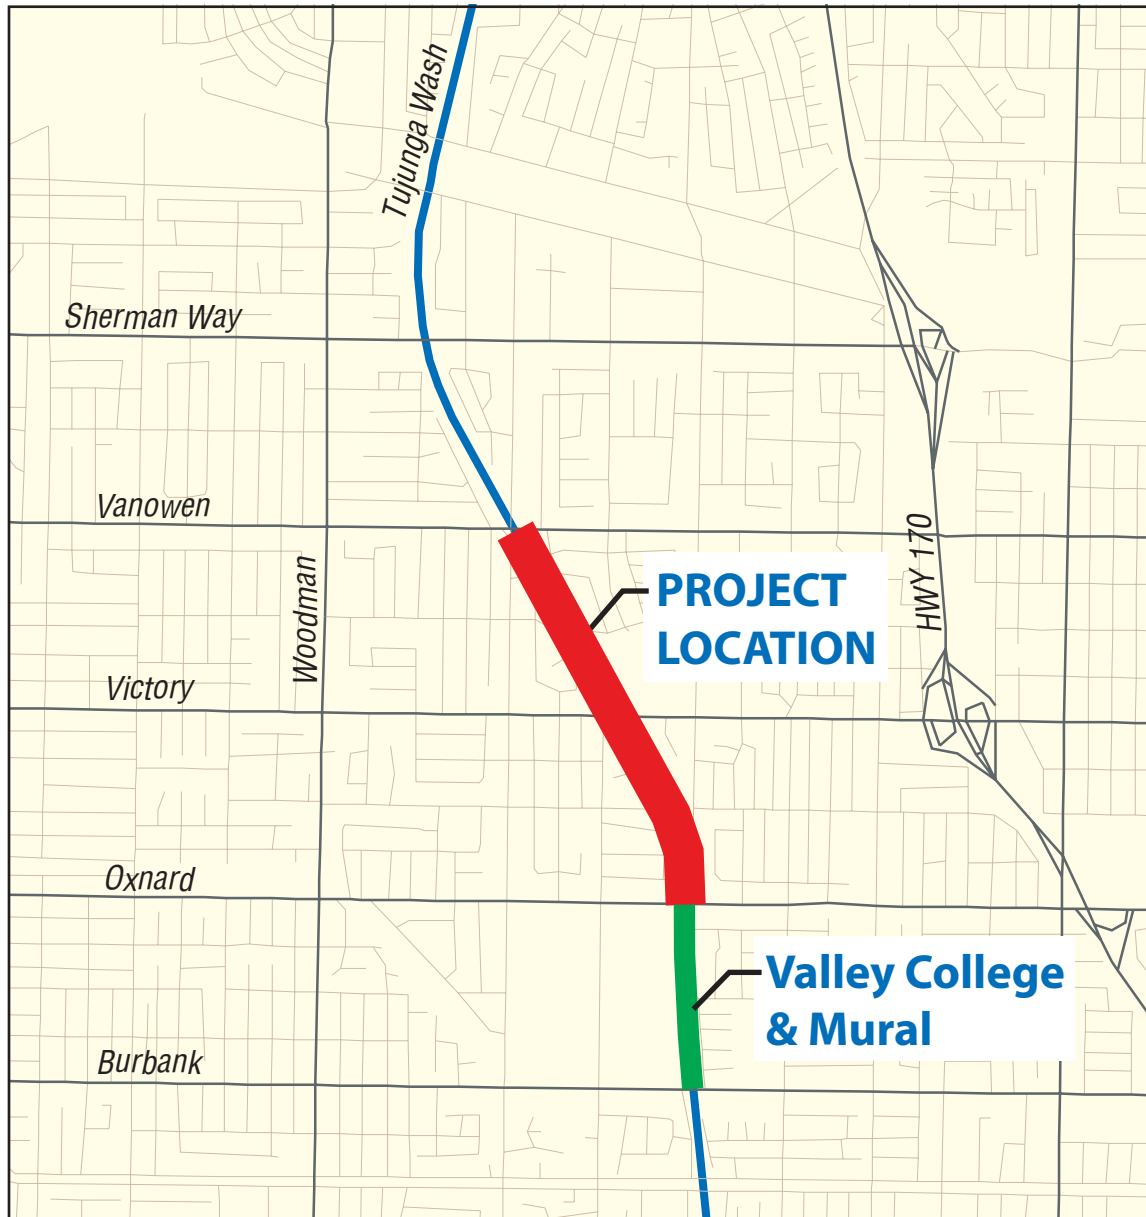 Tujunga Wash
Sherman Way
Vanowen
HWY 170
Woodman
PROJECT
LOCATION
Victory
Oxnard
Valley College
& Mural
Burbank